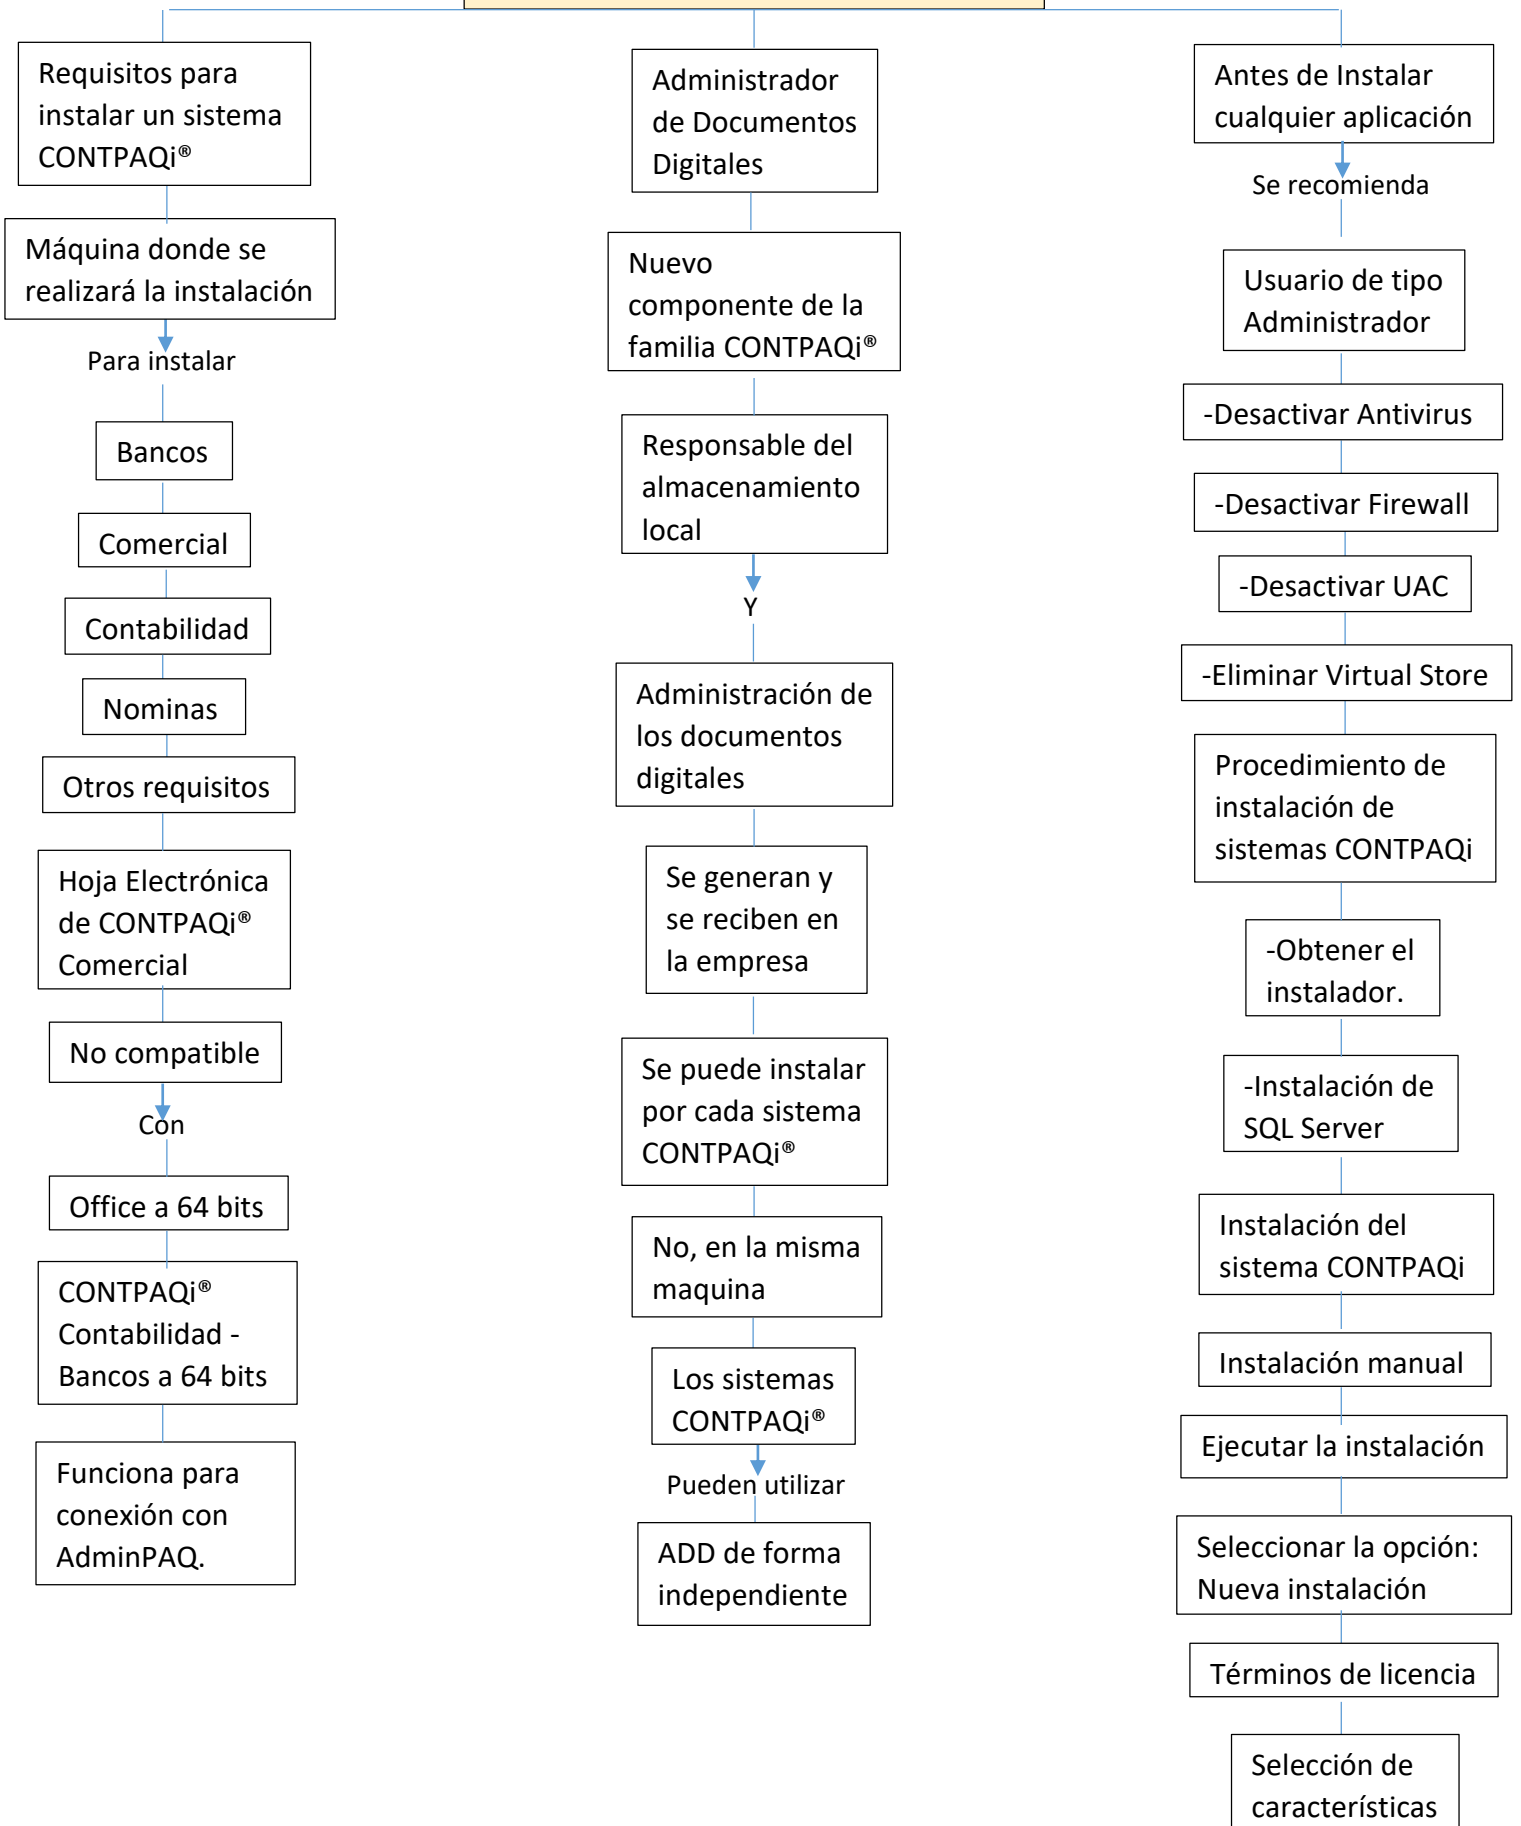 Requisitos para
instalar un sistema
CONTPAQi®
Máquina donde se
realizará la instalación
Para instalar
Bancos
Comercial
Contabilidad
Nominas
Otros requisitos
Hoja Electrónica
de CONTPAQi®
Comercial
No compatible
Con
Office a 64 bits
CONTPAQi®
Contabilidad -
Bancos a 64 bits
Funciona para
conexión con
AdminPAQ.
Administrador
de Documentos
Digitales
Nuevo
componente de la
familia CONTPAQi®
Responsable del
almacenamiento
local
Y
Administración de
los documentos
digitales
Se generan y
se reciben en
la empresa
Se puede instalar
por cada sistema
CONTPAQi®
No, en la misma
maquina
Los sistemas
CONTPAQi®
Pueden utilizar
ADD de forma
independiente
Antes de Instalar
cualquier aplicación
Se recomienda
Usuario de tipo
Administrador
-Desactivar Antivirus
-Desactivar Firewall
-Desactivar UAC
-Eliminar Virtual Store
Procedimiento de
instalación de
sistemas CONTPAQi
-Obtener el
instalador.
-Instalación de
SQL Server
Instalación del
sistema CONTPAQi
Instalación manual
Ejecutar la instalación
Seleccionar la opción:
Nueva instalación
Términos de licencia
Selección de
características